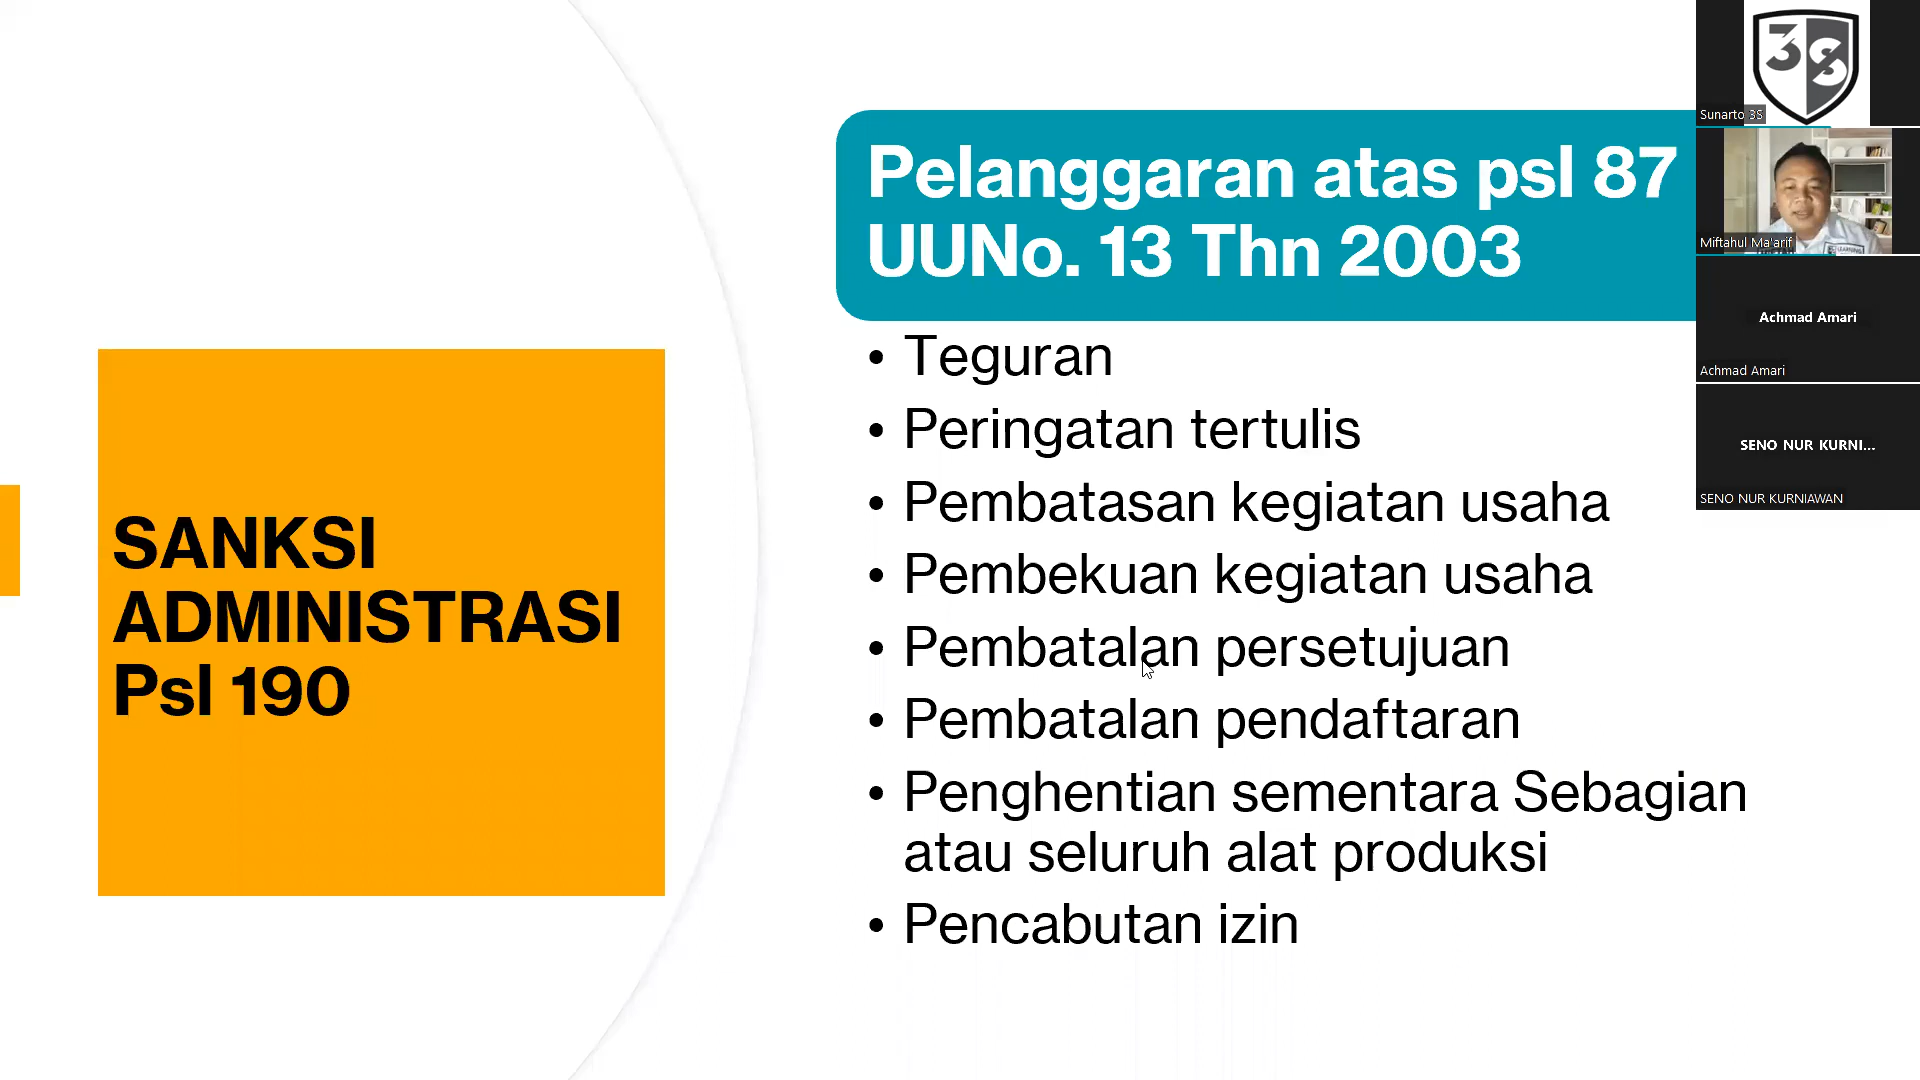 SANKSI
ADMINISTRASI
Psl 190
Pelanggaran atas psl 87
UUNo. 13 Thn 2003
• Teguran
• Peringatan tertulis
• Pembatasan kegiatan usaha
• Pembekuan kegiatan usaha
• Pembatalan persetujuan
• Pembatalan pendaftaran
• Penghentian sementara Sebagian
atau seluruh alat produksi
• Pencabutan izin
3S
Sunarto 3S
Miftahul Ma'arif
Achmad Amari
Achmad Amari
SENO NUR KURNI...
SENO NUR KURNIAWAN